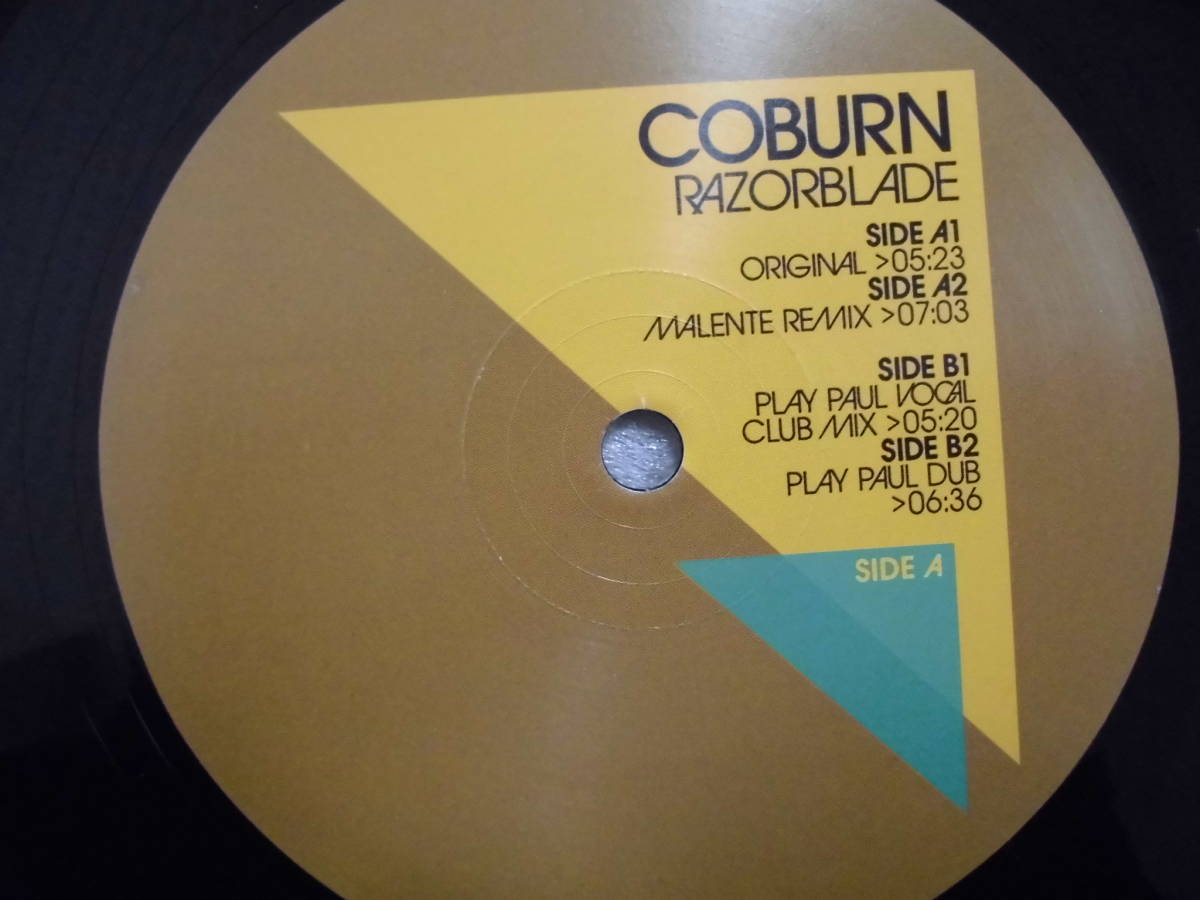 COBURN
RAZORBLADE
SIDE A1
ORIGINAL >05:23
SIDE A2
MALENTE REMIX >07:03
SIDE B1
PLAY PAUL VOCAL
CLUB MIX >05:20
SIDE B2
PLAY PAUL DUB
>06:36
SIDE A